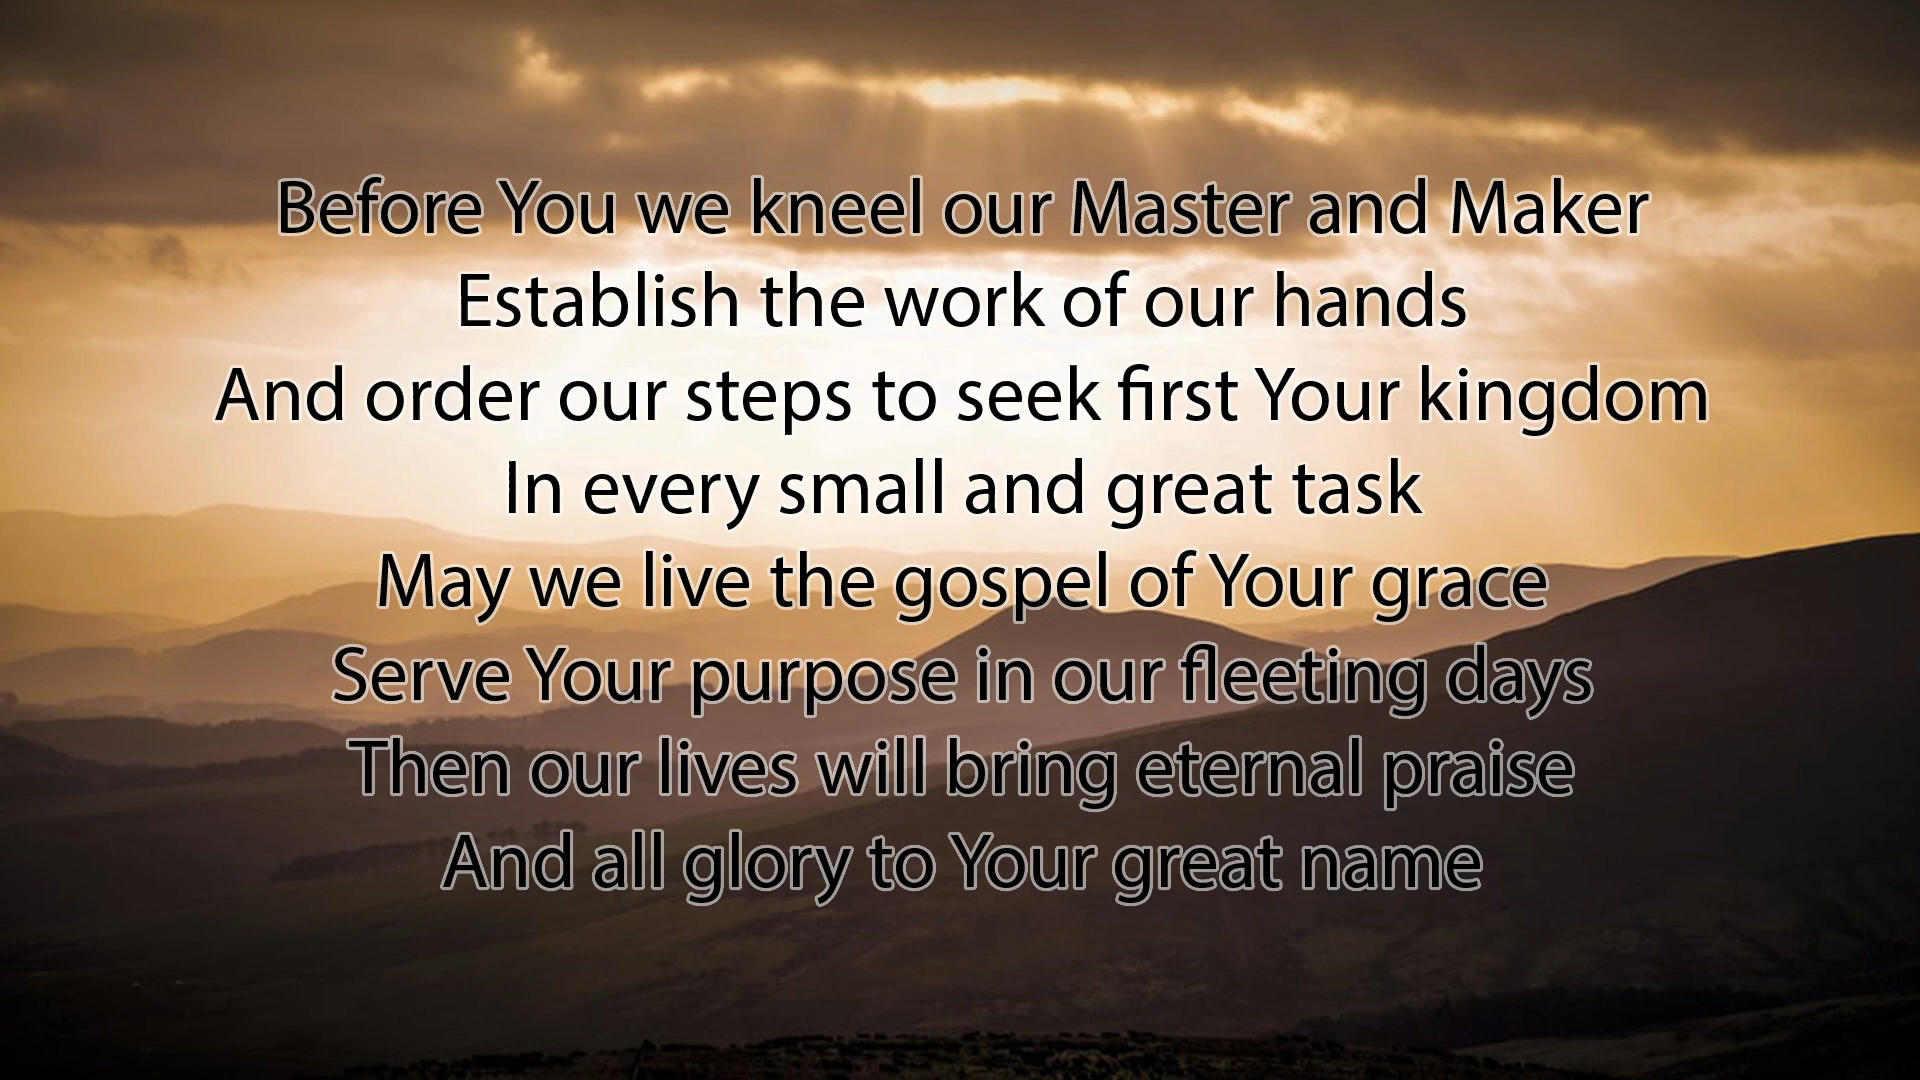 Before You we kneel our Master and Maker
Establish the work of our hands
And order our steps to seek first Your kingdom
In every small and great task
May we live the gospel of Your grace
Serve Your purpose in our fleeting days
Then our lives will bring eternal praise
And all glory to Your great name